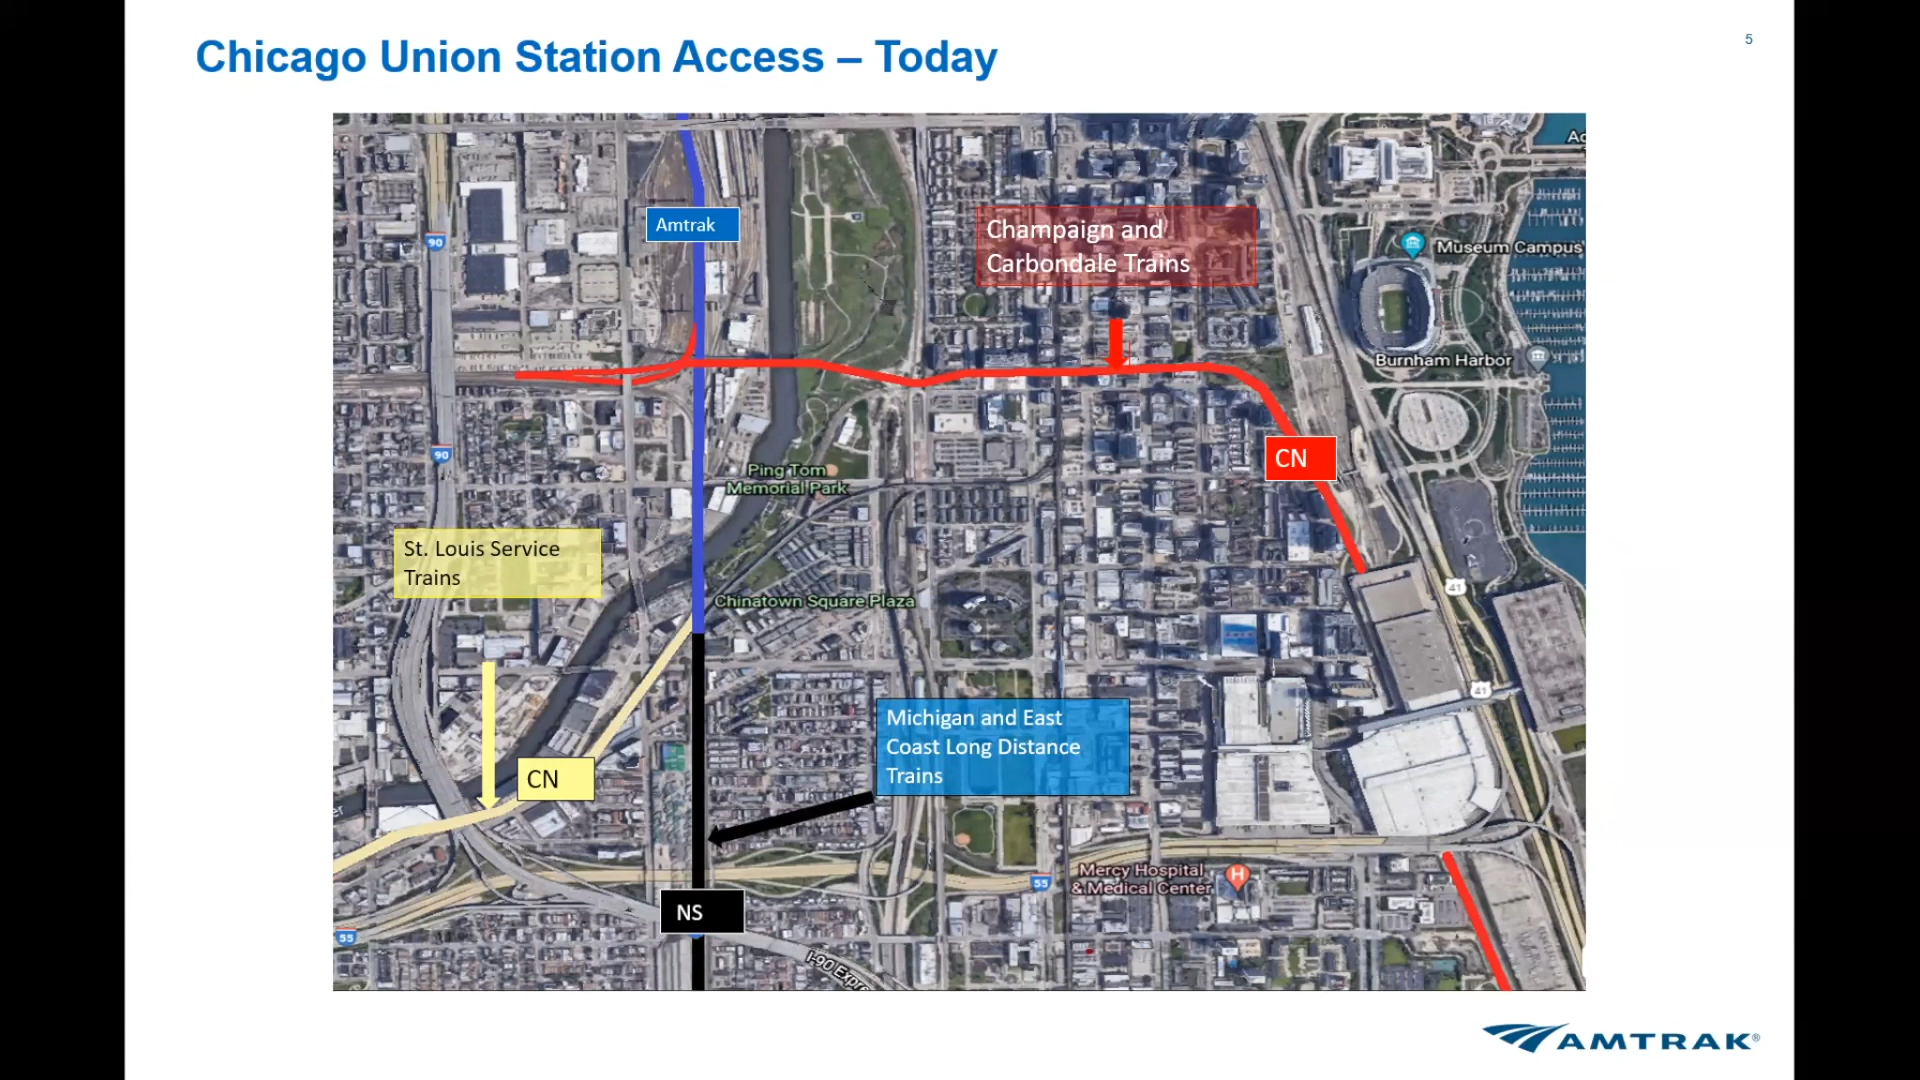 5
Chicago Union Station Access – Today
Amtrak
Champaign and
Carbondale Trains
90
Museum Campus
Burnham Harbor
90
CN
Ping Tom
Memorial Park
St. Louis Service
Trains
41
Chinatown Square Plaza
41
Michigan and East
Coast Long Distance
Trains
CN
Mercy Hospital
& Medical Center
H
55
NS
55
I-90 Expre
AMTRAK®